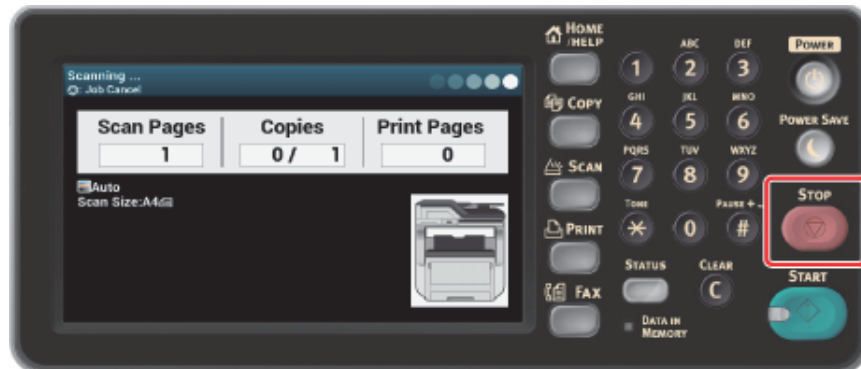 Scanning ...
: Job Cancel
Scan Pages
Copies
Print Pages
1
0/ 1
0
Auto
Scan Size:A4
HOME
/HELP
COPY
SCAN
PRINT
FAX
ABC
DEF
1
2
3
GHI
JKL
MNO
4
5
6
PQRS
TUV
WXYZ
7
8
9
TONE
PAUSE + -
*
0
#
STATUS
CLEAR
C
DATA IN
MEMORY
POWER
POWER SAVE
STOP
START